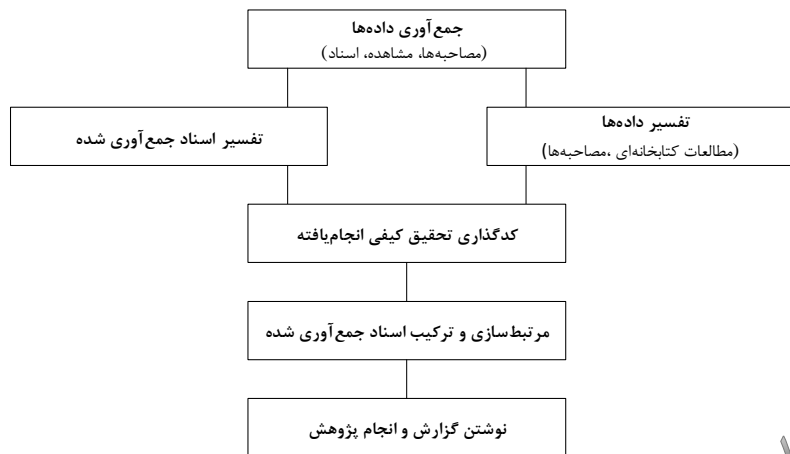 جمع‌آوری داده‌ها
(مصاحبه‌ها، مشاهده، اسناد)
تفسیر داده‌ها
(مطالعات کتابخانه‌ای ،مصاحبه‌ها)
تفسیر اسناد جمع‌آوری شده
کدگذاری تحقیق کیفی انجام‌یافته
مرتبط‌سازی و ترکیب اسناد جمع‌آوری شده
نوشتن گزارش و انجام پژوهش